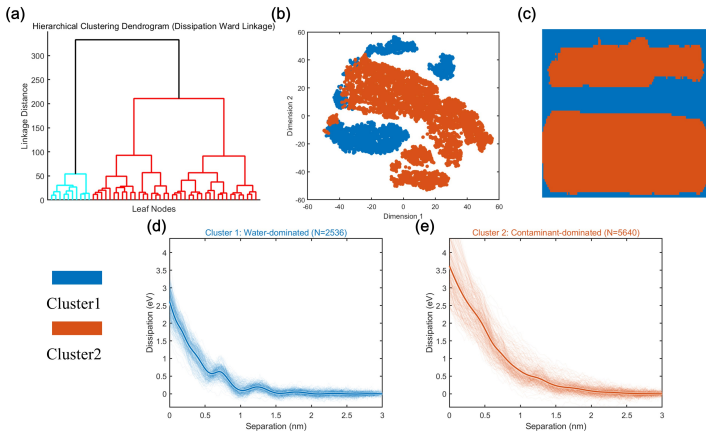 (a)
Hierarchical Clustering Dendrogram (Dissipation Ward Linkage)
300
250
200
150
100
50
0
Linkage Distance
Leaf Nodes
(b)
60
40
20
0
-20
-40
-60
Dimension 2
-60 -40 -20 0 20 40 60
Dimension 1
(c)
(d)
Cluster 1: Water-dominated (N=2536)
4
3.5
3
2.5
2
1.5
1
0.5
0
Dissipation (eV)
0 0.5 1 1.5 2 2.5 3
Separation (nm)
(e)
Cluster 2: Contaminant-dominated (N=5640)
4
3.5
3
2.5
2
1.5
1
0.5
0
Dissipation (eV)
0 0.5 1 1.5 2 2.5 3
Separation (nm)
Cluster1
Cluster2